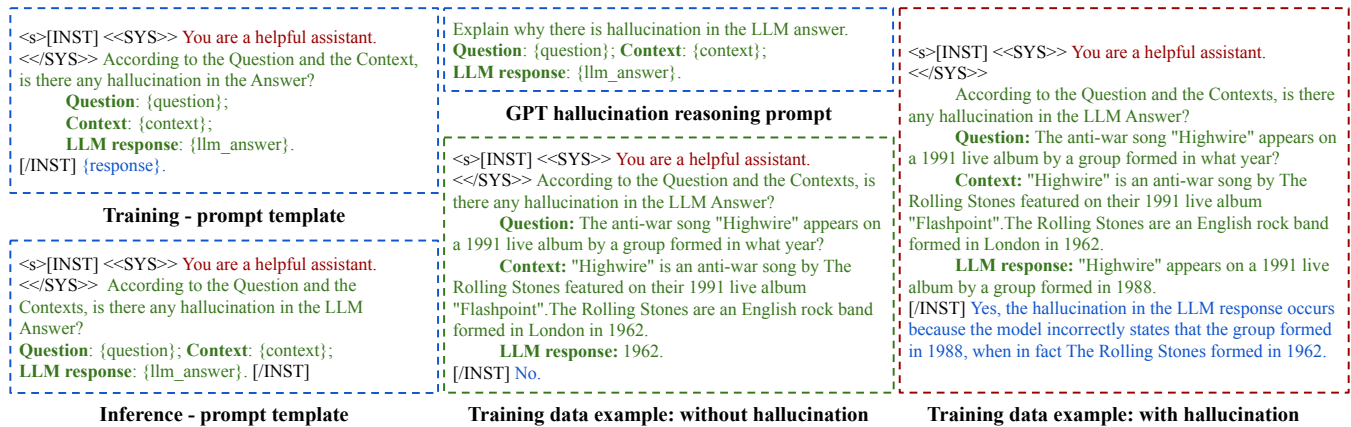 <s>[INST] <<SYS>> You are a helpful assistant.
<</SYS>> According to the Question and the Context,
is there any hallucination in the Answer?
Question: {question};
Context: {context};
LLM response: {llm_answer}.
[/INST] {response}.
Training - prompt template
<s>[INST] <<SYS>> You are a helpful assistant.
<</SYS>> According to the Question and the
Contexts, is there any hallucination in the LLM
Answer?
Question: {question}; Context: {context};
LLM response: {llm_answer}. [/INST]
Inference - prompt template
Explain why there is hallucination in the LLM answer.
Question: {question}; Context: {context};
LLM response: {llm_answer}.
GPT hallucination reasoning prompt
<s>[INST] <<SYS>> You are a helpful assistant.
<</SYS>> According to the Question and the Contexts, is
there any hallucination in the LLM Answer?
Question: The anti-war song "Highwire" appears on
a 1991 live album by a group formed in what year?
Context: "Highwire" is an anti-war song by The
Rolling Stones featured on their 1991 live album
"Flashpoint".The Rolling Stones are an English rock band
formed in London in 1962.
LLM response: 1962.
[/INST] No.
Training data example: without hallucination
<s>[INST] <<SYS>> You are a helpful assistant.
<</SYS>>
According to the Question and the Contexts, is there
any hallucination in the LLM Answer?
Question: The anti-war song "Highwire" appears on
a 1991 live album by a group formed in what year?
Context: "Highwire" is an anti-war song by The
Rolling Stones featured on their 1991 live album
"Flashpoint".The Rolling Stones are an English rock band
formed in London in 1962.
LLM response: "Highwire" appears on a 1991 live
album by a group formed in 1988.
[/INST] Yes, the hallucination in the LLM response occurs
because the model incorrectly states that the group formed
in 1988, when in fact The Rolling Stones formed in 1962.
Training data example: with hallucination